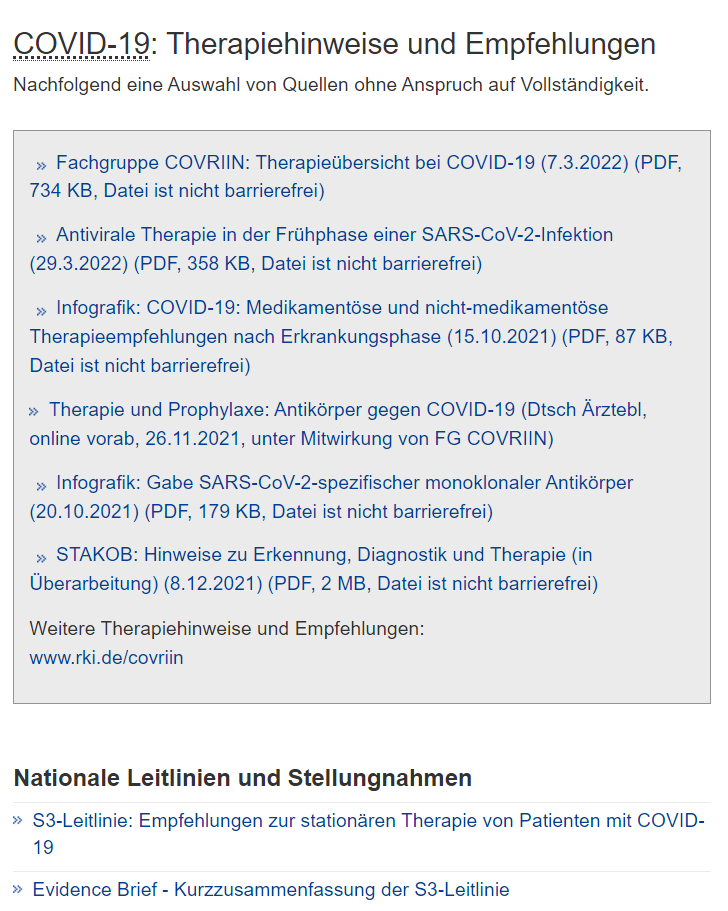 COVID-19: Therapiehinweise und Empfehlungen
Nachfolgend eine Auswahl von Quellen ohne Anspruch auf Vollständigkeit.
» Fachgruppe COVRIIN: Therapieübersicht bei COVID-19 (7.3.2022) (PDF,
734 KB, Datei ist nicht barrierefrei)
» Antivirale Therapie in der Frühphase einer SARS-CoV-2-Infektion
(29.3.2022) (PDF, 358 KB, Datei ist nicht barrierefrei)
» Infografik: COVID-19: Medikamentöse und nicht-medikamentöse
Therapieempfehlungen nach Erkrankungsphase (15.10.2021) (PDF, 87 KB,
Datei ist nicht barrierefrei)
» Therapie und Prophylaxe: Antikörper gegen COVID-19 (Dtsch Ärztebl,
online vorab, 26.11.2021, unter Mitwirkung von FG COVRIIN)
» Infografik: Gabe SARS-CoV-2-spezifischer monoklonaler Antikörper
(20.10.2021) (PDF, 179 KB, Datei ist nicht barrierefrei)
» STAKOB: Hinweise zu Erkennung, Diagnostik und Therapie (in
Überarbeitung) (8.12.2021) (PDF, 2 MB, Datei ist nicht barrierefrei)
Weitere Therapiehinweise und Empfehlungen:
www.rki.de/covriin
Nationale Leitlinien und Stellungnahmen
» S3-Leitlinie: Empfehlungen zur stationären Therapie von Patienten mit COVID-
19
» Evidence Brief - Kurzzusammenfassung der S3-Leitlinie